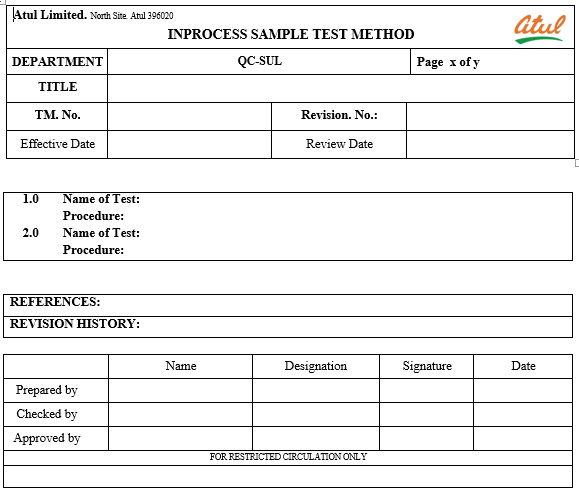 Atul Limited. North Site. Atul 396020
atul
INPROCESS SAMPLE TEST METHOD
DEPARTMENT QC-SUL Page x of y
TITLE
TM. No. Revision. No.:
Effective Date Review Date
1.0 Name of Test:
Procedure:
2.0 Name of Test:
Procedure:
REFERENCES:
REVISION HISTORY:
Name Designation Signature Date
Prepared by
Checked by
Approved by
FOR RESTRICTED CIRCULATION ONLY